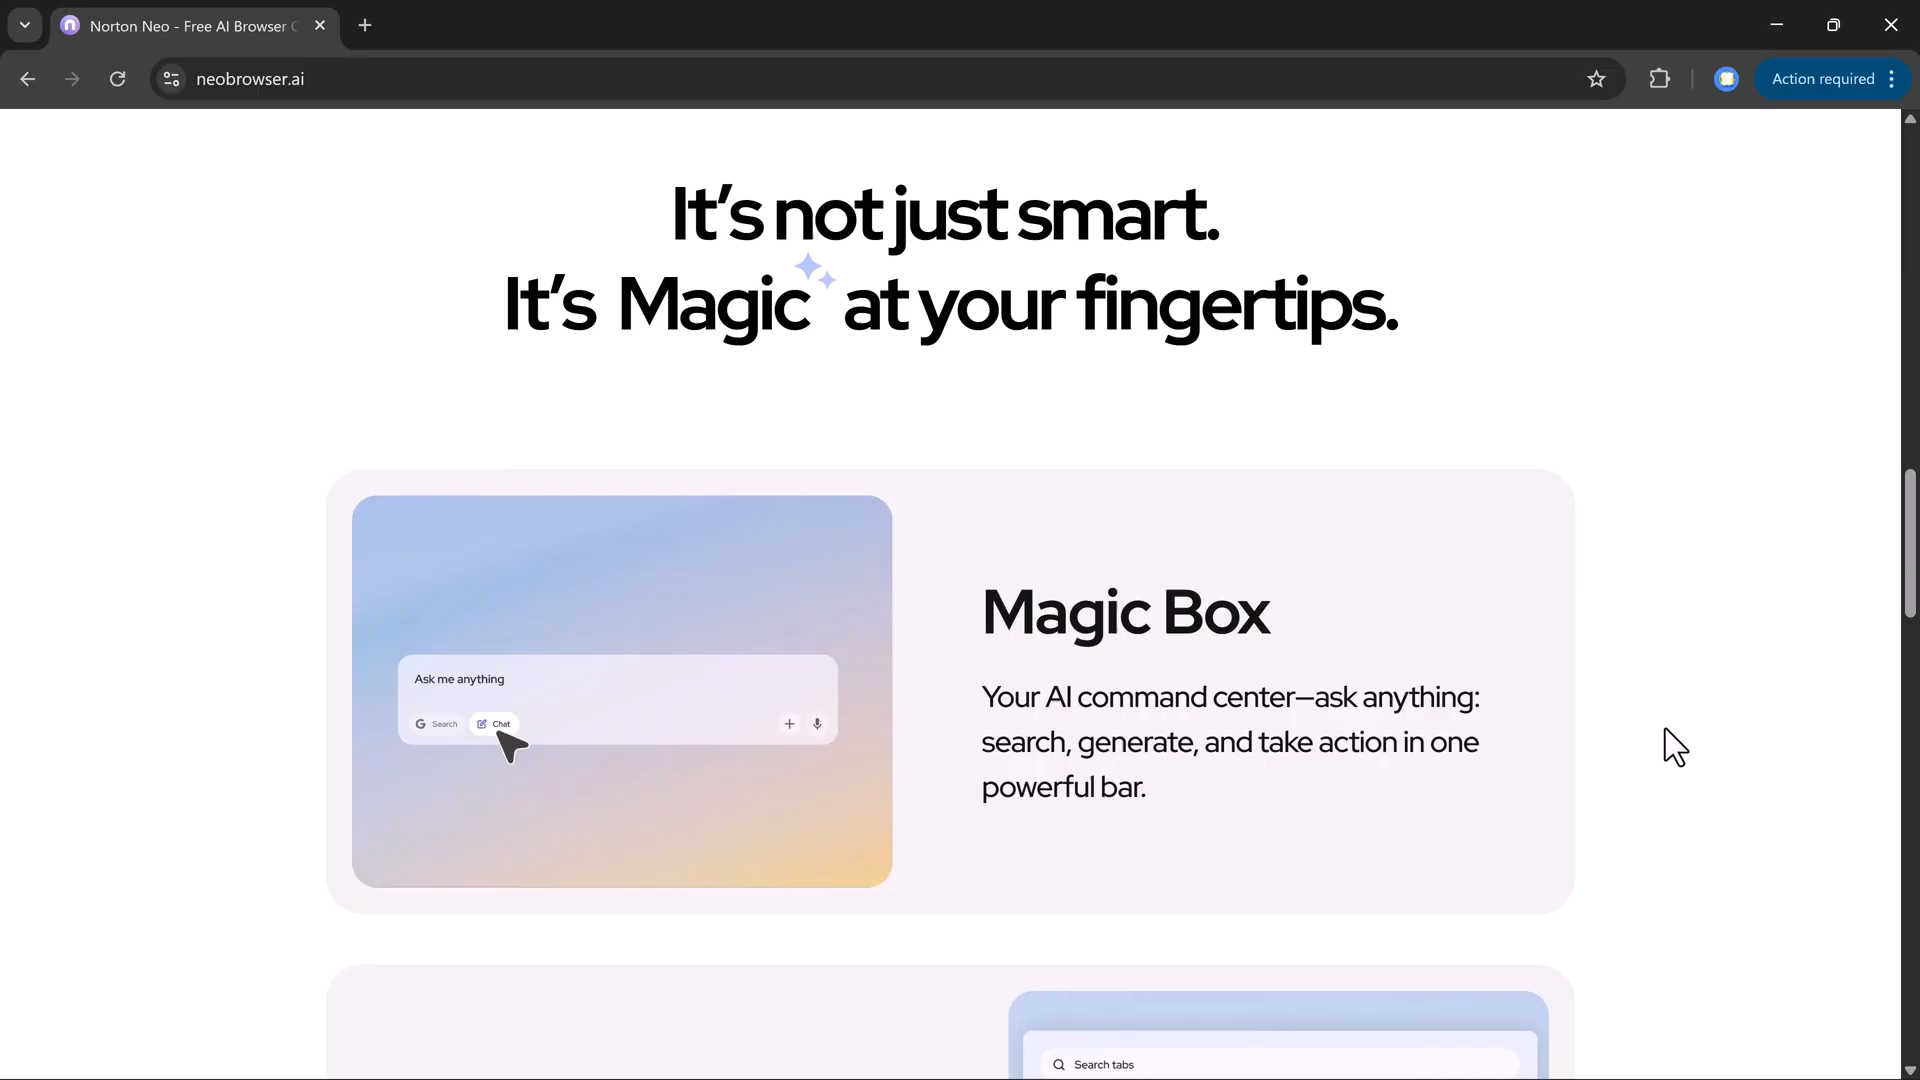 Norton Neo - Free AI Browser
neobrowser.ai
Action required
It's not just smart.
It's Magic at your fingertips.
Ask me anything
Search
Chat
Magic Box
Your AI command center—ask anything:
search, generate, and take action in one
powerful bar.
Search tabs